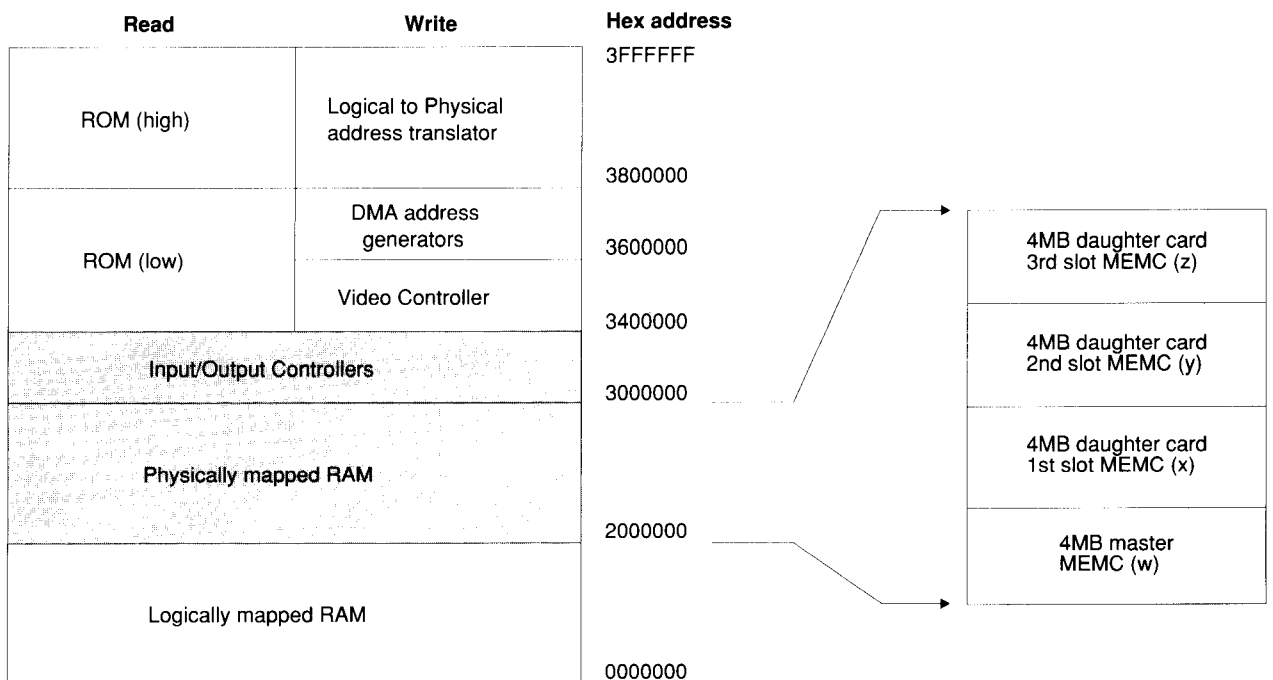 Read
Write
Hex address
3FFFFFF
ROM (high)
Logical to Physical
address translator
3800000
DMA address
generators
3600000
ROM (low)
Video Controller
3400000
Input/Output Controllers
3000000
Physically mapped RAM
2000000
Logically mapped RAM
0000000
4MB daughter card
3rd slot MEMC (z)
4MB daughter card
2nd slot MEMC (y)
4MB daughter card
1st slot MEMC (x)
4MB master
MEMC (w)